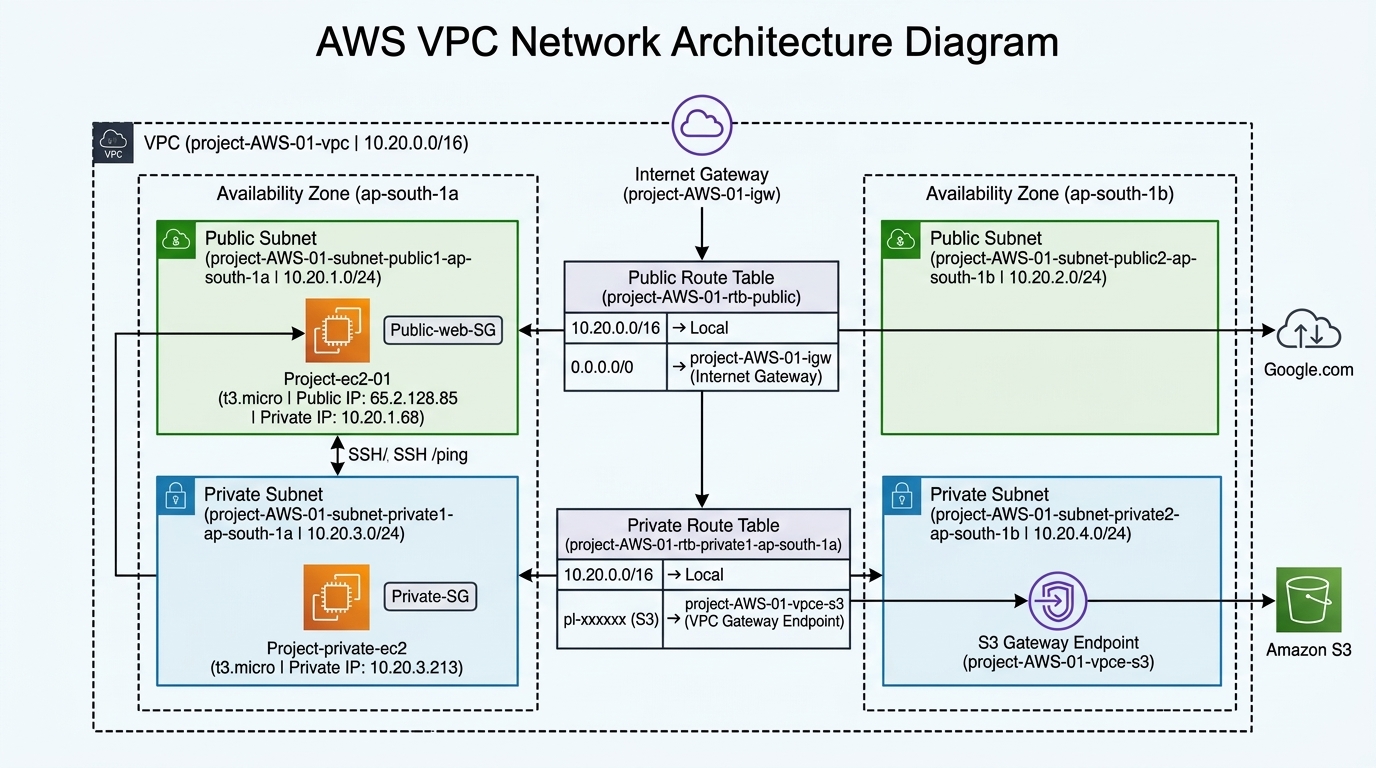 AWS VPC Network Architecture Diagram
VPC
VPC (project-AWS-01-vpc | 10.20.0.0/16)
Internet Gateway
(project-AWS-01-igw)
Availability Zone (ap-south-1a
Public Subnet
(project-AWS-01-subnet-public1-ap-
south-1a | 10.20.1.0/24)
Public-web-SG
Project-ec2-01
(t3.micro | Public IP: 65.2.128.85
| Private IP: 10.20.1.68)
SSH/, SSH /ping
Private Subnet
(project-AWS-01-subnet-private1-
ap-south-1a | 10.20.3.0/24)
Private-SG
Project-private-ec2
(t3.micro | Private IP: 10.20.3.213)
Public Route Table
(project-AWS-01-rtb-public)
10.20.0.0/16 → Local
0.0.0.0/0 → project-AWS-01-igw
(Internet Gateway)
Private Route Table
(project-AWS-01-rtb-private1-ap-south-1a)
10.20.0.0/16 → Local
pl-xxxxxx (S3) → project-AWS-01-vpce-s3
(VPC Gateway Endpoint)
Availability Zone (ap-south-1b)
Public Subnet
(project-AWS-01-subnet-public2-ap-
south-1b | 10.20.2.0/24)
Private Subnet
(project-AWS-01-subnet-private2-
ap-south-1b | 10.20.4.0/24)
S3 Gateway Endpoint
(project-AWS-01-vpce-s3)
Google.com
Amazon S3